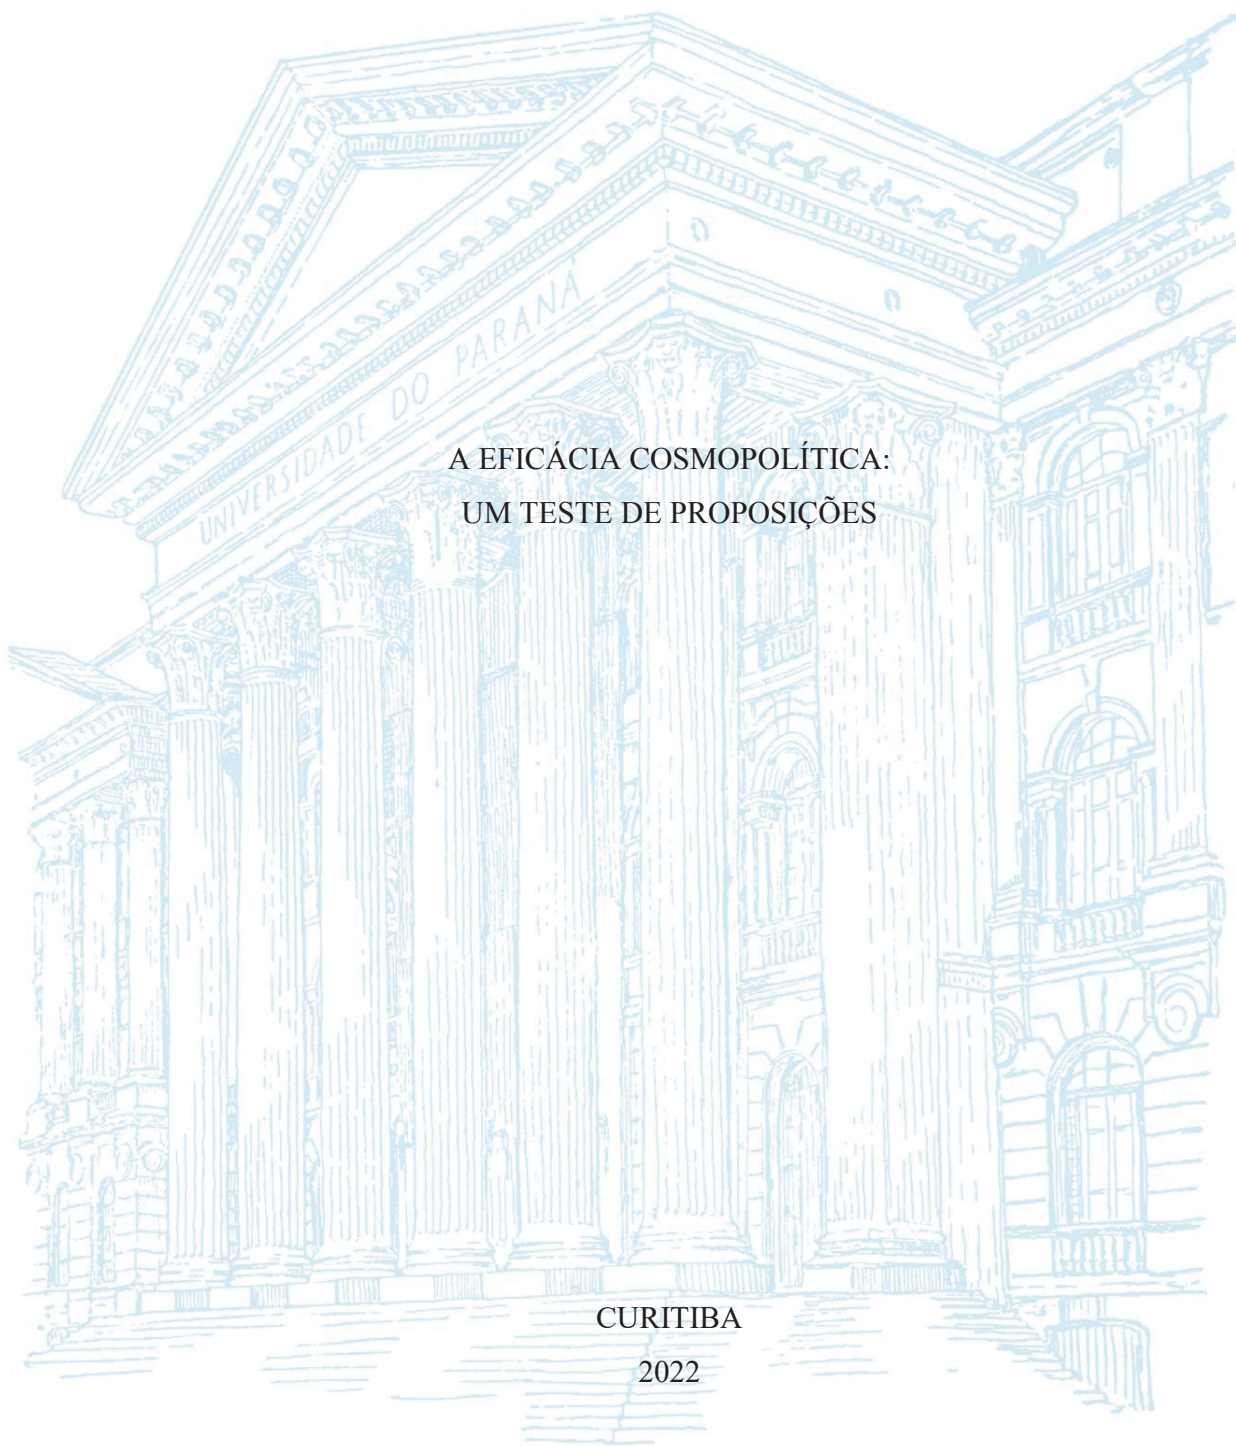 UNIVERSIDADE DO PARANÁ
A EFICÁCIA COSMOPOLÍTICA:
UM TESTE DE PROPOSIÇÕES
CURITIBA
2022